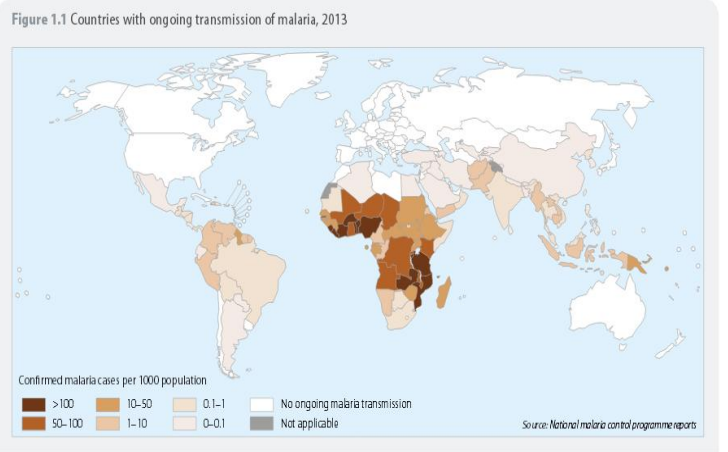 Figure 1.1 Countries with ongoing transmission of malaria, 2013
Confirmed malaria cases per 1000 population
>100 10–50 0.1–1 No ongoing malaria transmission
50–100 1–10 0–0.1 Not applicable
Source: National malaria control programme reports